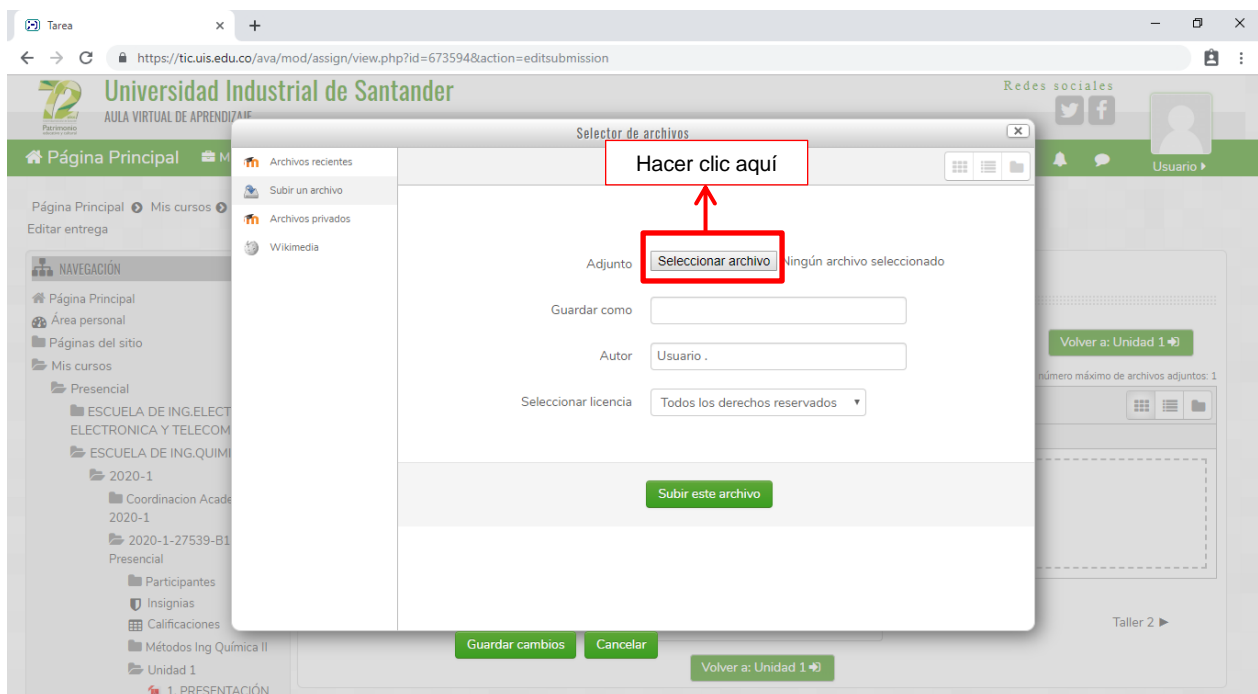 Tarea
https://tic.uis.edu.co/ava/mod/assign/view.php?id=673594&action=editsubmission
72
Patrimonio
Universidad Industrial de Santander
AULA VIRTUAL DE APRENDIZAJE
Redes sociales
Página Principal
M
Usuario
Página Principal Mis cursos
Editar entrega
NAVEGACIÓN
Página Principal
Área personal
Páginas del sitio
Mis cursos
Presencial
ESCUELA DE ING.ELECT
ELECTRONICA Y TELECOM
ESCUELA DE ING.QUIMI
2020-1
Coordinacion Acade
2020-1
2020-1-27539-B1
Presencial
Participantes
Insignias
Calificaciones
Métodos Ing Química II
Unidad 1
1. PRESENTACIÓN
Selector de archivos
Archivos recientes
Subir un archivo
Archivos privados
Wikimedia
Hacer clic aquí
Adjunto Seleccionar archivo Ningún archivo seleccionado
Guardar como
Autor Usuario .
Seleccionar licencia Todos los derechos reservados
Subir este archivo
Volver a: Unidad 1
número máximo de archivos adjuntos: 1
Taller 2
Guardar cambios Cancelar
Volver a: Unidad 1